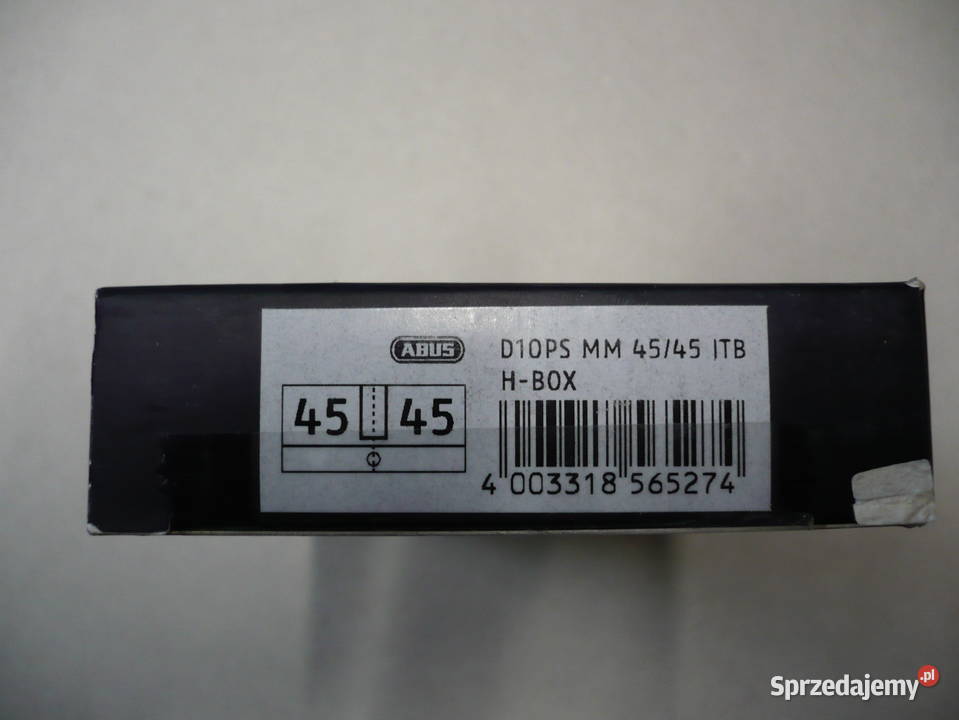 ABUS
D10PS MM 45/45 ITB
H-BOX
45 45
4 003318 565274
Sprzedajemy.pl